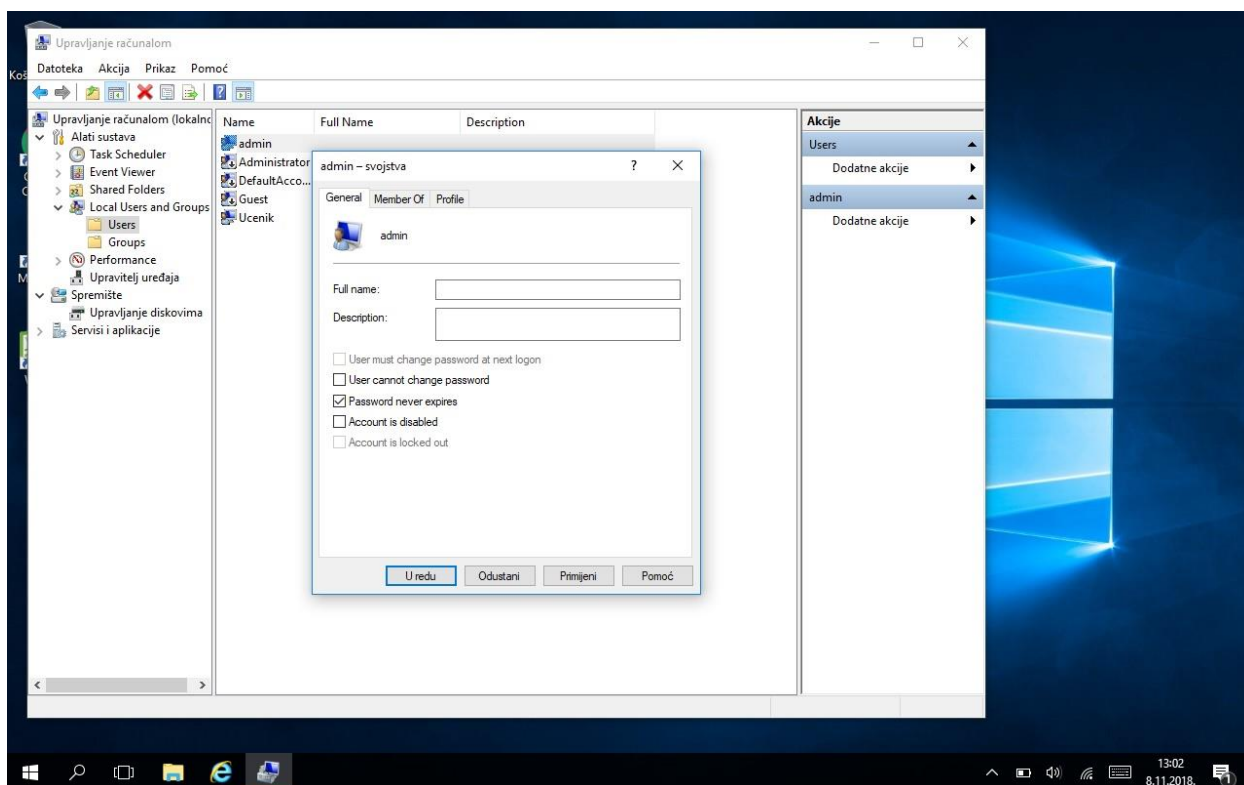 Upravljanje računalom
Datoteka Akcija Prikaz Pomoć
Upravljanje računalom (lokalno
Alati sustava
Task Scheduler
Event Viewer
Shared Folders
Local Users and Groups
Users
Groups
Performance
Upravitelj uređaja
Spremište
Upravljanje diskovima
Servisi i aplikacije
Name Full Name Description
admin
Administrator
DefaultAcco...
Guest
Ucenik
admin – svojstva
General Member Of Profile
admin
Full name:
Description:
User must change password at next logon
User cannot change password
Password never expires
Account is disabled
Account is locked out
U redu Odustani Primijeni Pomoć
Akcije
Users
Dodatne akcije
admin
Dodatne akcije
13:02
8.11.2018.